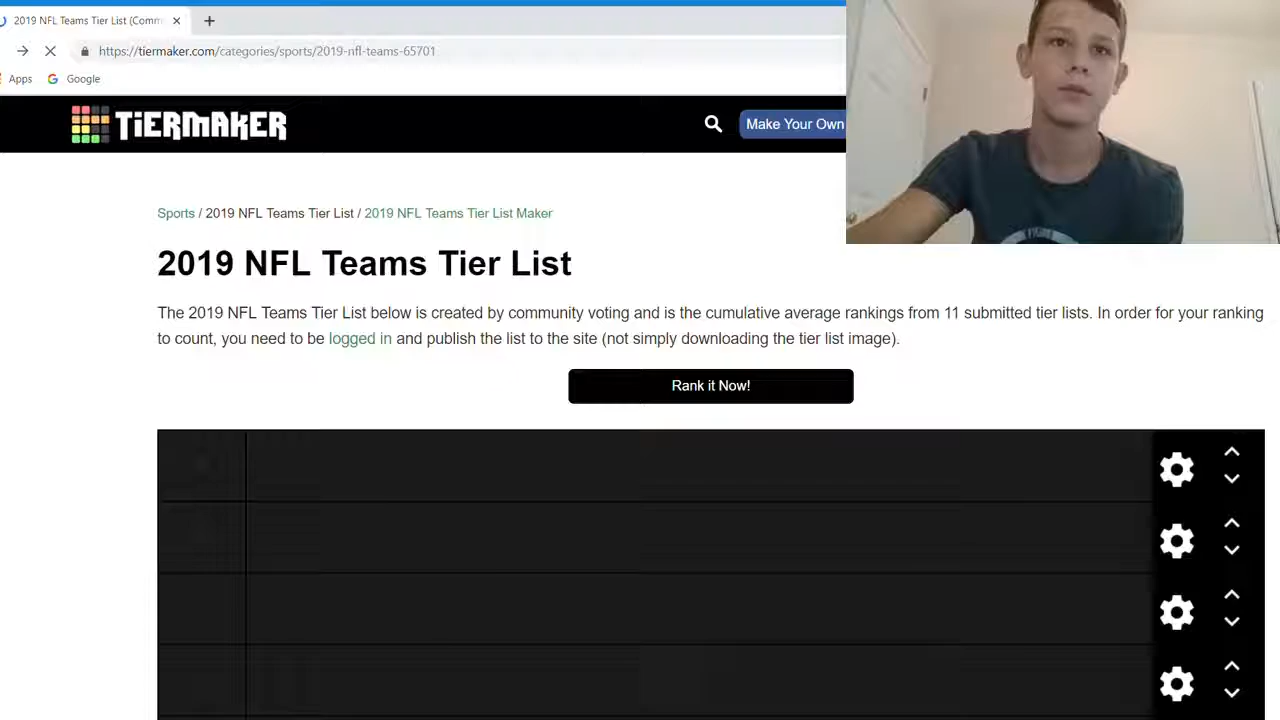 2019 NFL Teams Tier List (Comm
https://tiermaker.com/categories/sports/2019-nfl-teams-65701
Apps Google
TiERMAKER Make Your Own
Sports / 2019 NFL Teams Tier List / 2019 NFL Teams Tier List Maker
2019 NFL Teams Tier List
The 2019 NFL Teams Tier List below is created by community voting and is the cumulative average rankings from 11 submitted tier lists. In order for your ranking
to count, you need to be logged in and publish the list to the site (not simply downloading the tier list image).
Rank it Now!